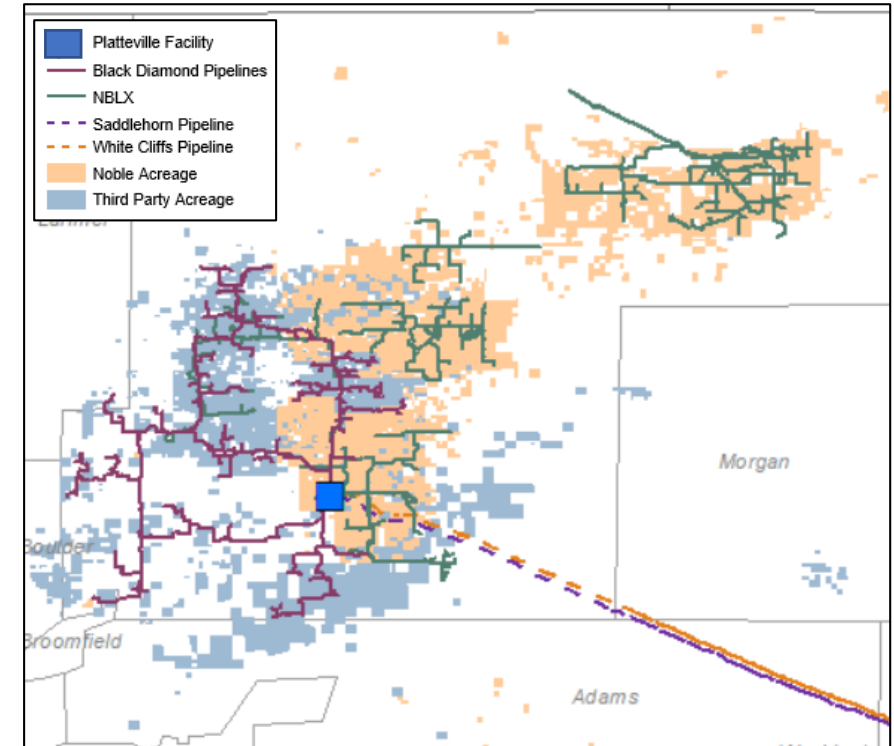 Platteville Facility
Black Diamond Pipelines
NBLX
Saddlehorn Pipeline
White Cliffs Pipeline
Noble Acreage
Third Party Acreage
Morgan
Boulder
Broomfield
Adams